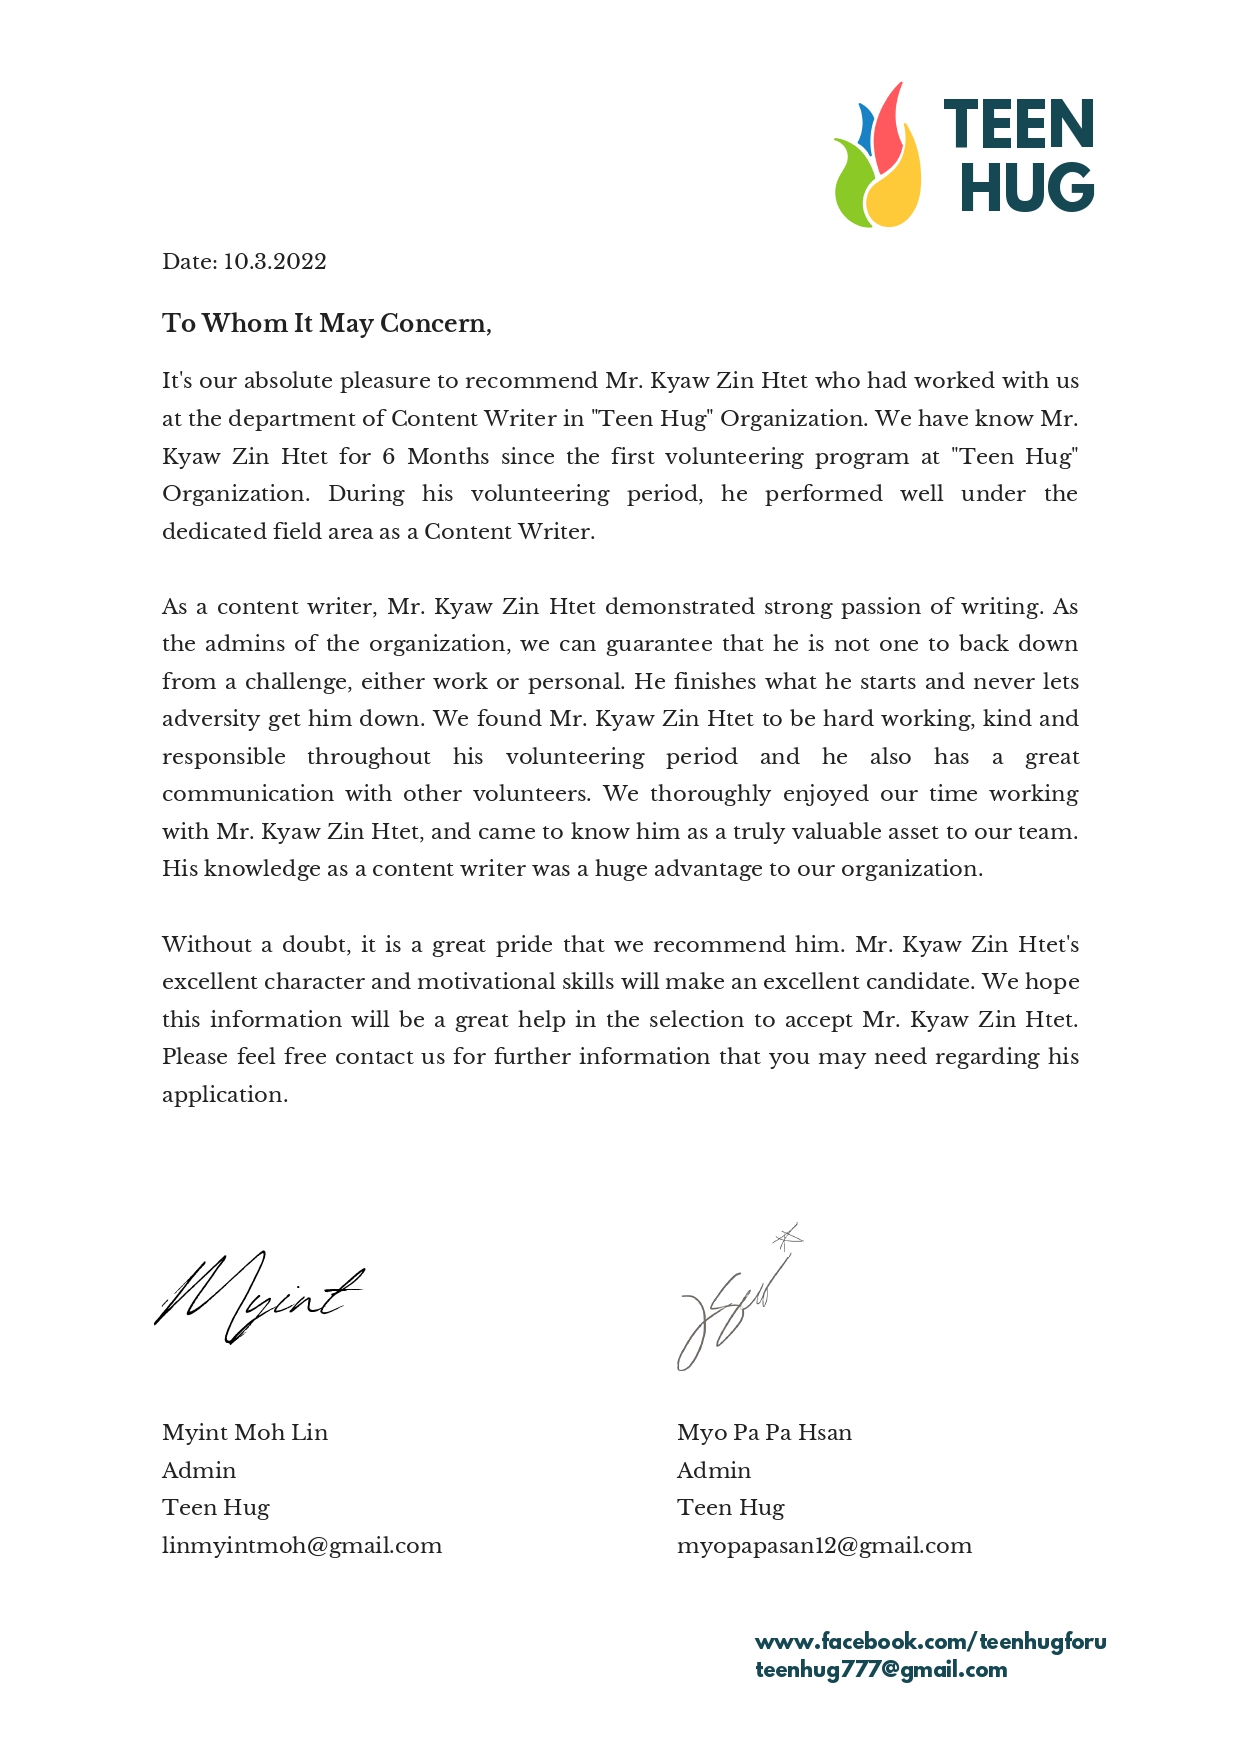 TEEN
HUG
Date: 10.3.2022
To Whom It May Concern,
It's our absolute pleasure to recommend Mr. Kyaw Zin Htet who had worked with us
at the department of Content Writer in "Teen Hug" Organization. We have know Mr.
Kyaw Zin Htet for 6 Months since the first volunteering program at "Teen Hug"
Organization. During his volunteering period, he performed well under the
dedicated field area as a Content Writer.
As a content writer, Mr. Kyaw Zin Htet demonstrated strong passion of writing. As
the admins of the organization, we can guarantee that he is not one to back down
from a challenge, either work or personal. He finishes what he starts and never lets
adversity get him down. We found Mr. Kyaw Zin Htet to be hard working, kind and
responsible throughout his volunteering period and he also has a great
communication with other volunteers. We thoroughly enjoyed our time working
with Mr. Kyaw Zin Htet, and came to know him as a truly valuable asset to our team.
His knowledge as a content writer was a huge advantage to our organization.
Without a doubt, it is a great pride that we recommend him. Mr. Kyaw Zin Htet's
excellent character and motivational skills will make an excellent candidate. We hope
this information will be a great help in the selection to accept Mr. Kyaw Zin Htet.
Please feel free contact us for further information that you may need regarding his
application.
Myint
Myint Moh Lin
Admin
Teen Hug
linmyintmoh@gmail.com
Myo Pa Pa Hsan
Admin
Teen Hug
myopapasan12@gmail.com
www.facebook.com/teenhugforu
teenhug777@gmail.com